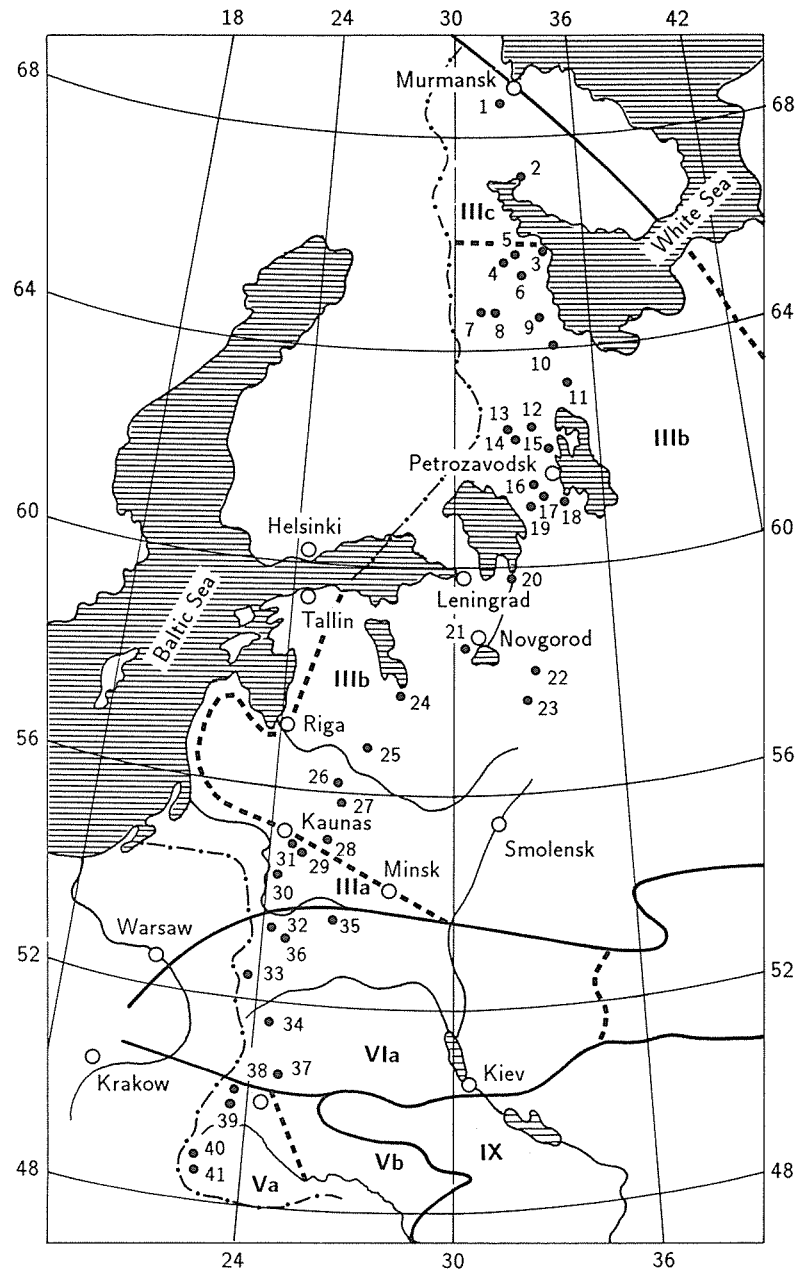 18 24 30 36 42
68
Murmansk
1
68
2
IIIc
White Sea
5
4
3
6
64
64
7
8
9
10
11
13
12
IIIb
14
15
Petrozavodsk
16
17
18
19
60
60
Helsinki
Baltic Sea
Tallin
Leningrad
20
21
Novgorod
22
IIIb
24
23
Riga
25
56
56
26
27
Kaunas
28
31
29
Smolensk
30
IIIa
Minsk
Warsaw
32
35
36
52
52
33
34
VIa
Krakow
38
37
Kiev
39
40
41
Va
Vb
IX
48
48
24 30 36